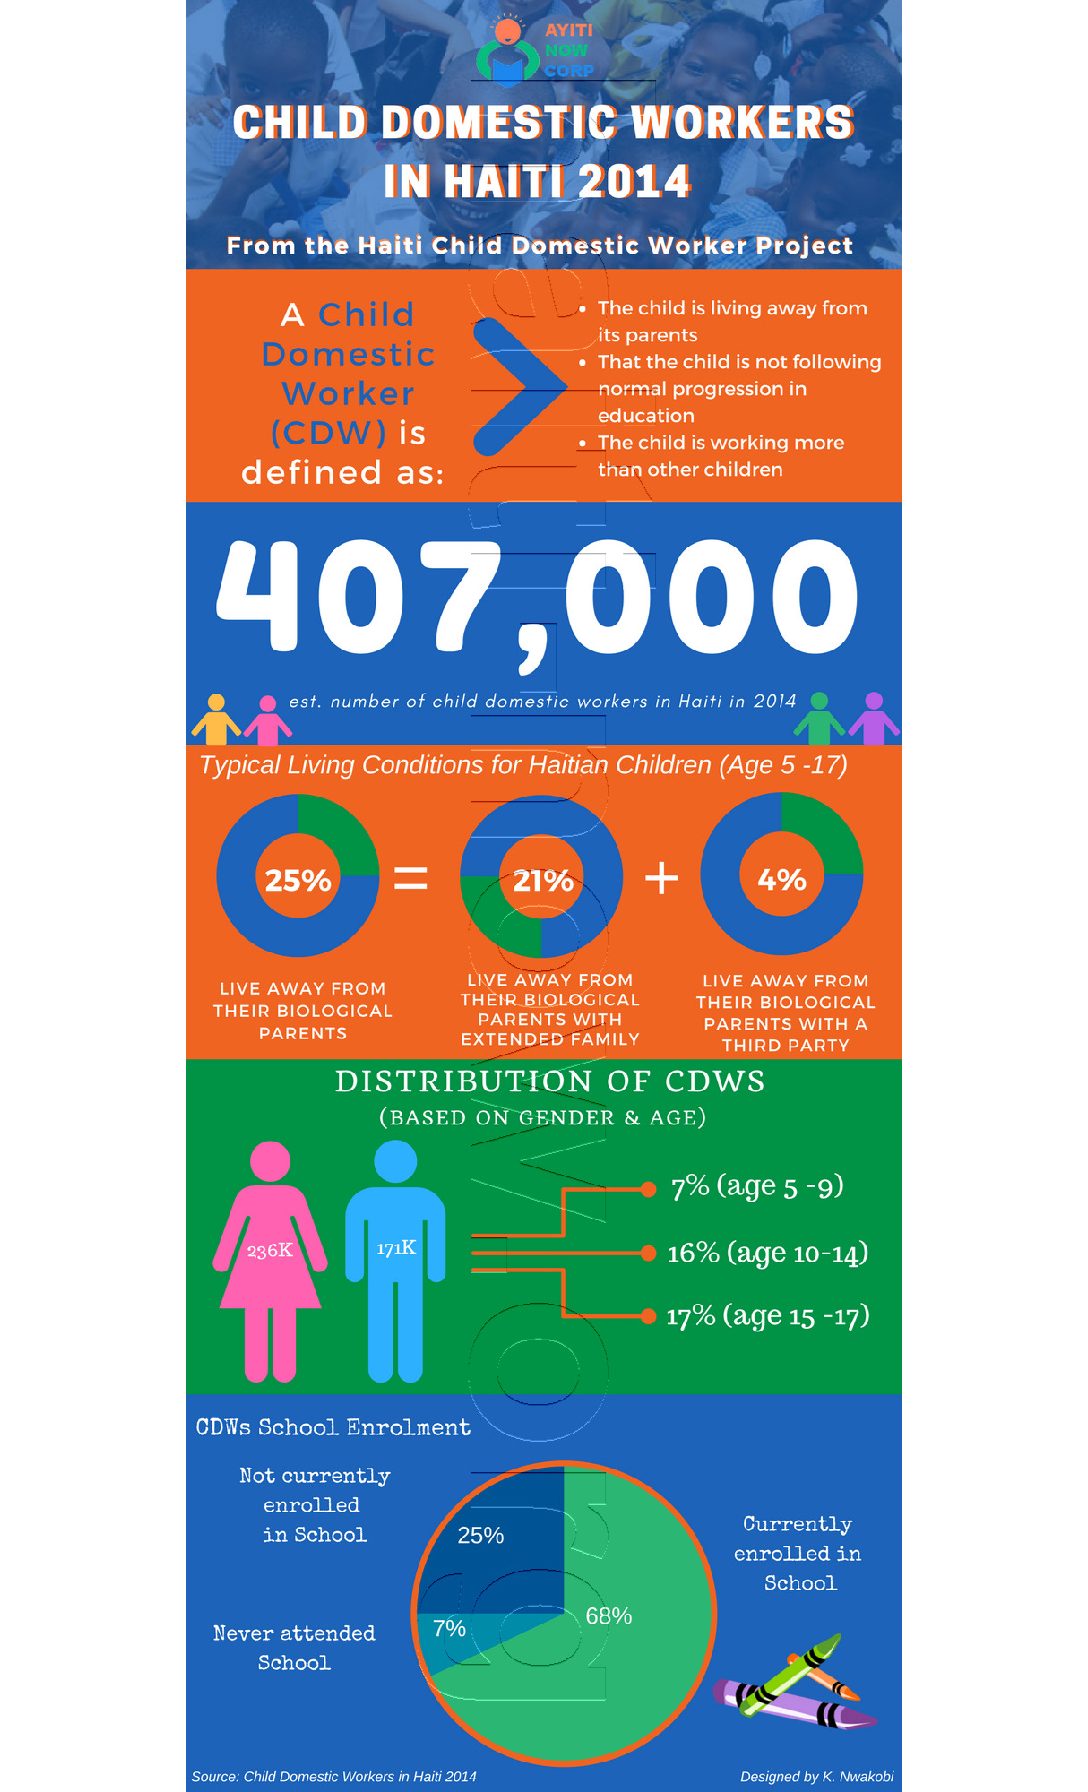 AYITI
NOW
CORP
CHILD DOMESTIC WORKERS
IN HAITI 2014
From the Haiti Child Domestic Worker Project
A Child
Domestic
Worker
(CDW) is
defined as:
• The child is living away from
its parents
• That the child is not following
normal progression in
education
• The child is working more
than other children
407,000
est. number of child domestic workers in Haiti in 2014
Typical Living Conditions for Haitian Children (Age 5 -17)
25%
=
21%
+
4%
LIVE AWAY FROM
THEIR BIOLOGICAL
PARENTS
LIVE AWAY FROM
THEIR BIOLOGICAL
PARENTS WITH
EXTENDED FAMILY
LIVE AWAY FROM
THEIR BIOLOGICAL
PARENTS WITH A
THIRD PARTY
DISTRIBUTION OF CDWS
(BASED ON GENDER & AGE)
236K
171K
7% (age 5 -9)
16% (age 10-14)
17% (age 15 -17)
CDWs School Enrolment
Not currently
enrolled
in School
25%
Currently
enrolled in
School
68%
7%
Never attended
School
Source: Child Domestic Workers in Haiti 2014
Designed by K. Nwakobi